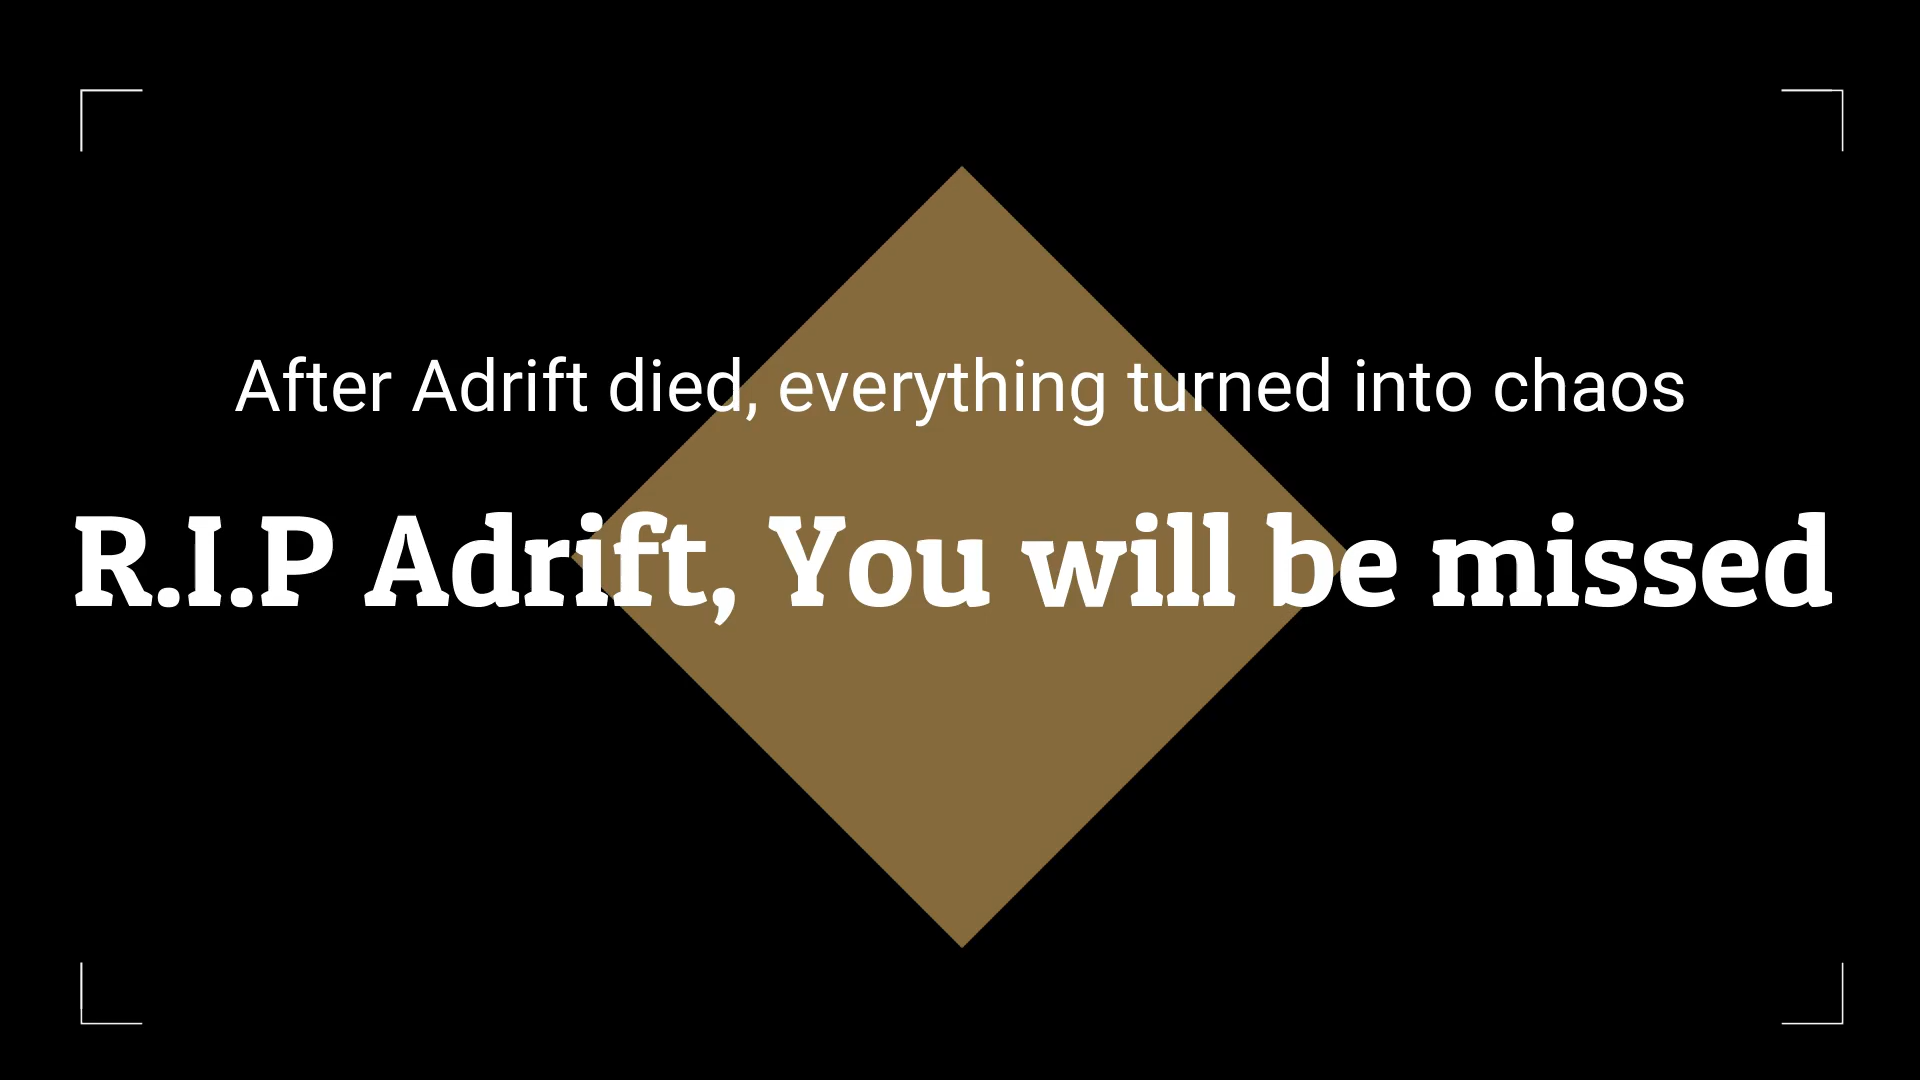 After Adrift died, everything turned into chaos
R.I.P Adrift, You will be missed